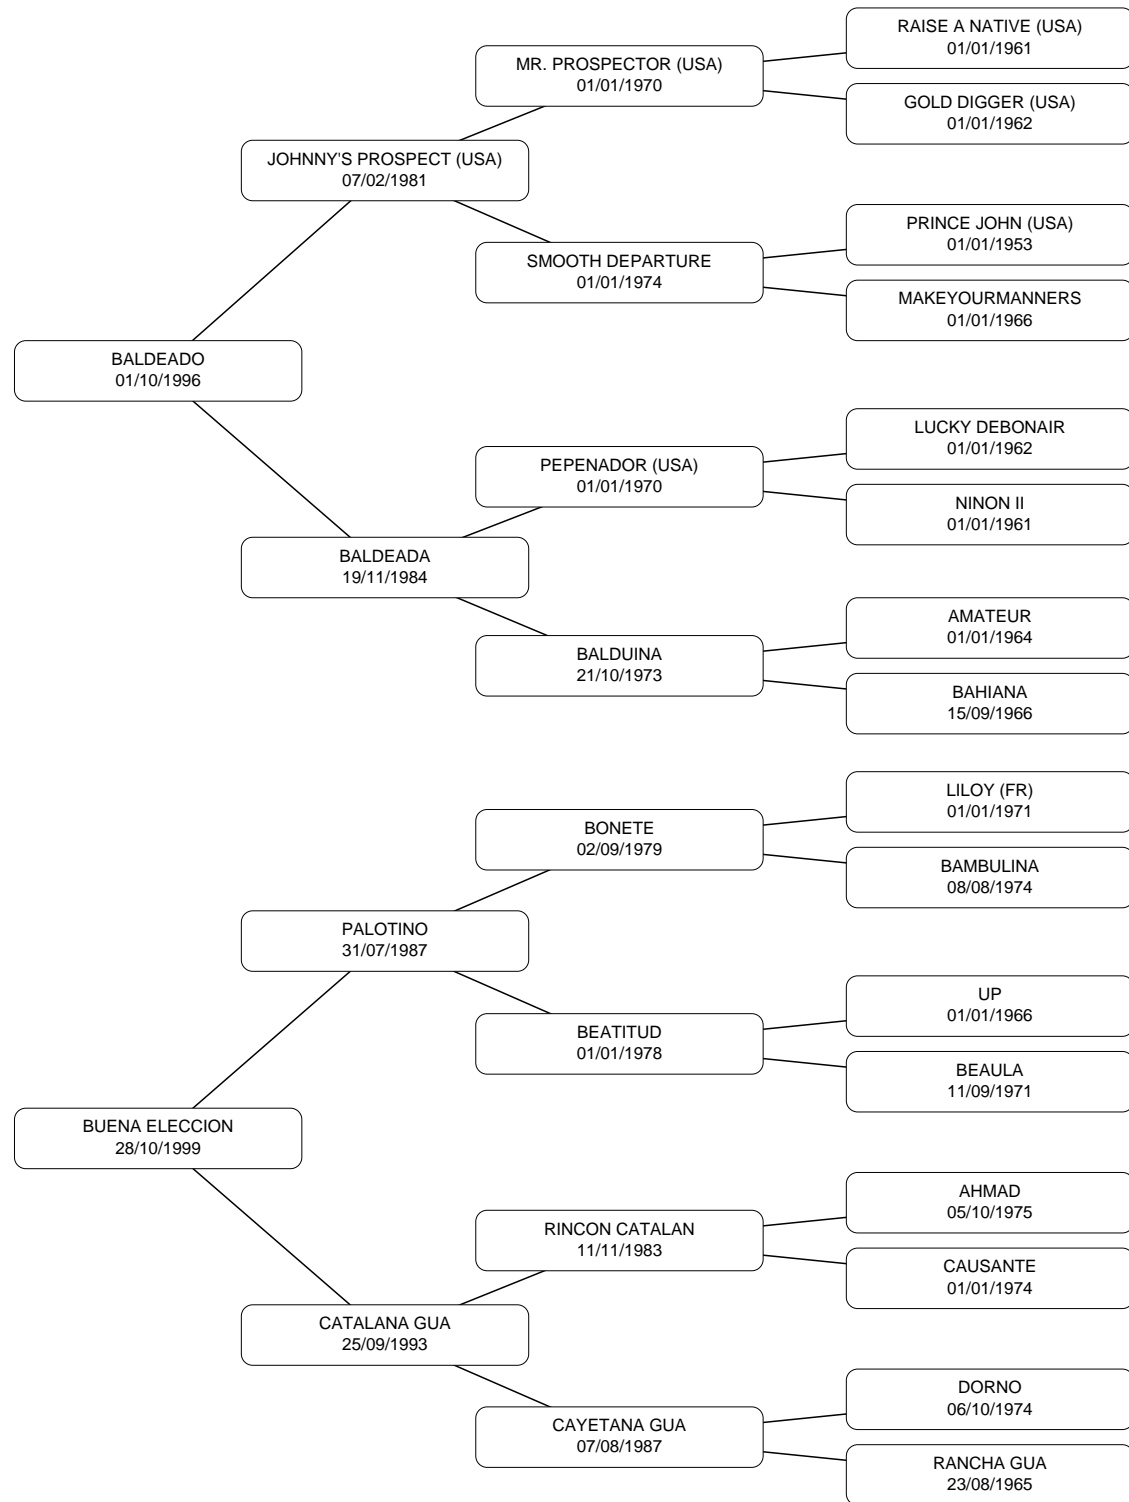 RAISE A NATIVE (USA)
01/01/1961
MR. PROSPECTOR (USA)
01/01/1970
GOLD DIGGER (USA)
01/01/1962
JOHNNY'S PROSPECT (USA)
07/02/1981
PRINCE JOHN (USA)
01/01/1953
SMOOTH DEPARTURE
01/01/1974
MAKEYOURMANNERS
01/01/1966
BALDEADO
01/10/1996
LUCKY DEBONAIR
01/01/1962
PEPENADOR (USA)
01/01/1970
NINON II
01/01/1961
BALDEADA
19/11/1984
AMATEUR
01/01/1964
BALDUINA
21/10/1973
BAHIANA
15/09/1966
LILOY (FR)
01/01/1971
BONETE
02/09/1979
BAMBULINA
08/08/1974
PALOTINO
31/07/1987
UP
01/01/1966
BEATITUD
01/01/1978
BEAULA
11/09/1971
BUENA ELECCION
28/10/1999
AHMAD
05/10/1975
RINCON CATALAN
11/11/1983
CAUSANTE
01/01/1974
CATALANA GUA
25/09/1993
DORNO
06/10/1974
CAYETANA GUA
07/08/1987
RANCHA GUA
23/08/1965